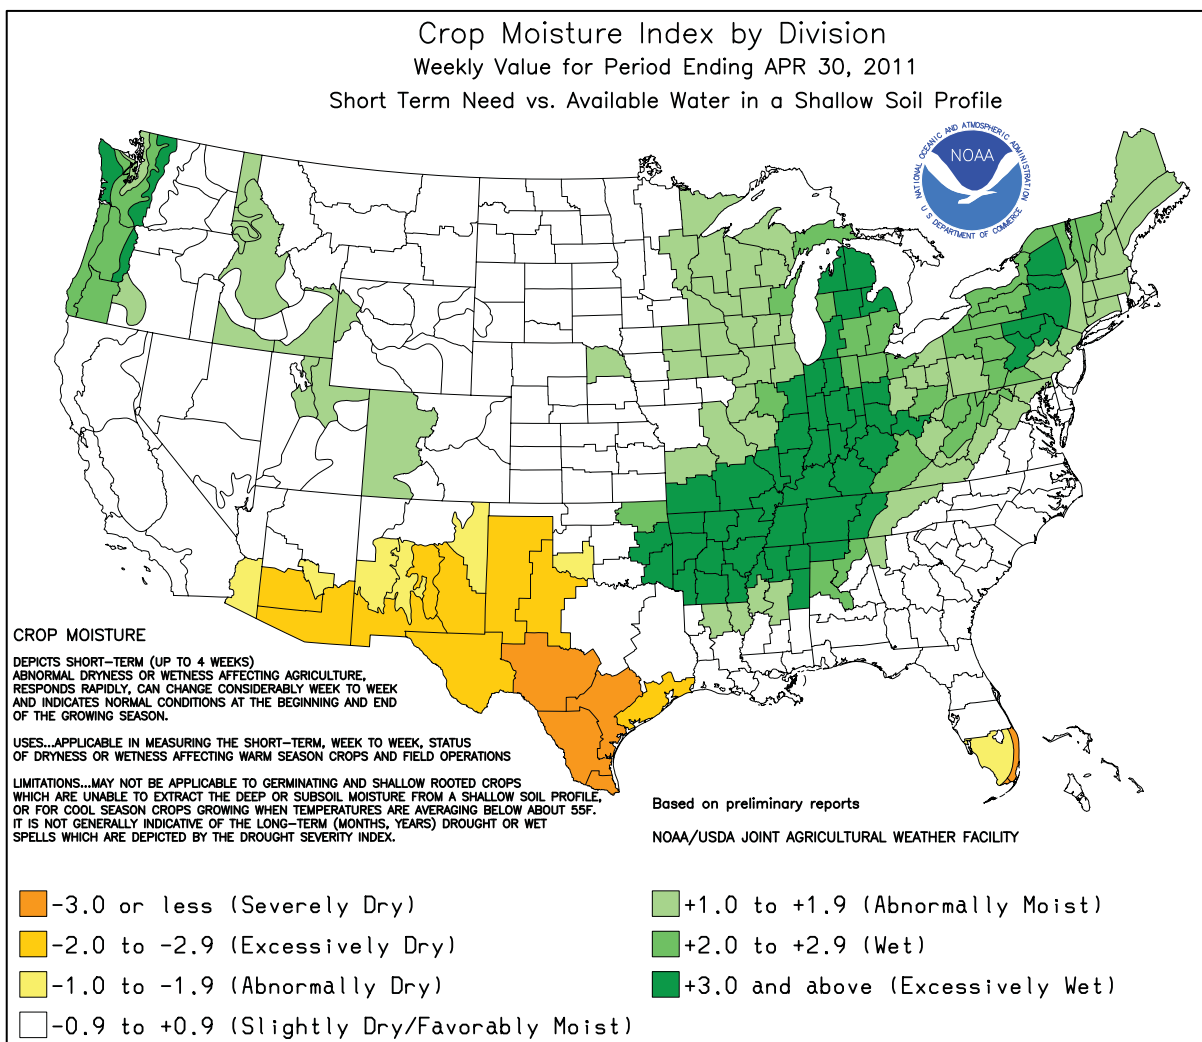 Crop Moisture Index by Division
Weekly Value for Period Ending APR 30, 2011
Short Term Need vs. Available Water in a Shallow Soil Profile
NATIONAL OCEANIC AND ATMOSPHERIC ADMINISTRATION
NOAA
U S DEPARTMENT OF COMMERCE
CROP MOISTURE
DEPICTS SHORT-TERM (UP TO 4 WEEKS)
ABNORMAL DRYNESS OR WETNESS AFFECTING AGRICULTURE,
RESPONDS RAPIDLY, CAN CHANGE CONSIDERABLY WEEK TO WEEK
AND INDICATES NORMAL CONDITIONS AT THE BEGINNING AND END
OF THE GROWING SEASON.
USES...APPLICABLE IN MEASURING THE SHORT-TERM, WEEK TO WEEK, STATUS
OF DRYNESS OR WETNESS AFFECTING WARM SEASON CROPS AND FIELD OPERATIONS
LIMITATIONS...MAY NOT BE APPLICABLE TO GERMINATING AND SHALLOW ROOTED CROPS
WHICH ARE UNABLE TO EXTRACT THE DEEP OR SUBSOIL MOISTURE FROM A SHALLOW SOIL PROFILE,
OR FOR COOL SEASON CROPS GROWING WHEN TEMPERATURES ARE AVERAGING BELOW ABOUT 55F.
IT IS NOT GENERALLY INDICATIVE OF THE LONG-TERM (MONTHS, YEARS) DROUGHT OR WET
SPELLS WHICH ARE DEPICTED BY THE DROUGHT SEVERITY INDEX.
Based on preliminary reports
NOAA/USDA JOINT AGRICULTURAL WEATHER FACILITY
-3.0 or less (Severely Dry)
-2.0 to -2.9 (Excessively Dry)
-1.0 to -1.9 (Abnormally Dry)
-0.9 to +0.9 (Slightly Dry/Favorably Moist)
+1.0 to +1.9 (Abnormally Moist)
+2.0 to +2.9 (Wet)
+3.0 and above (Excessively Wet)